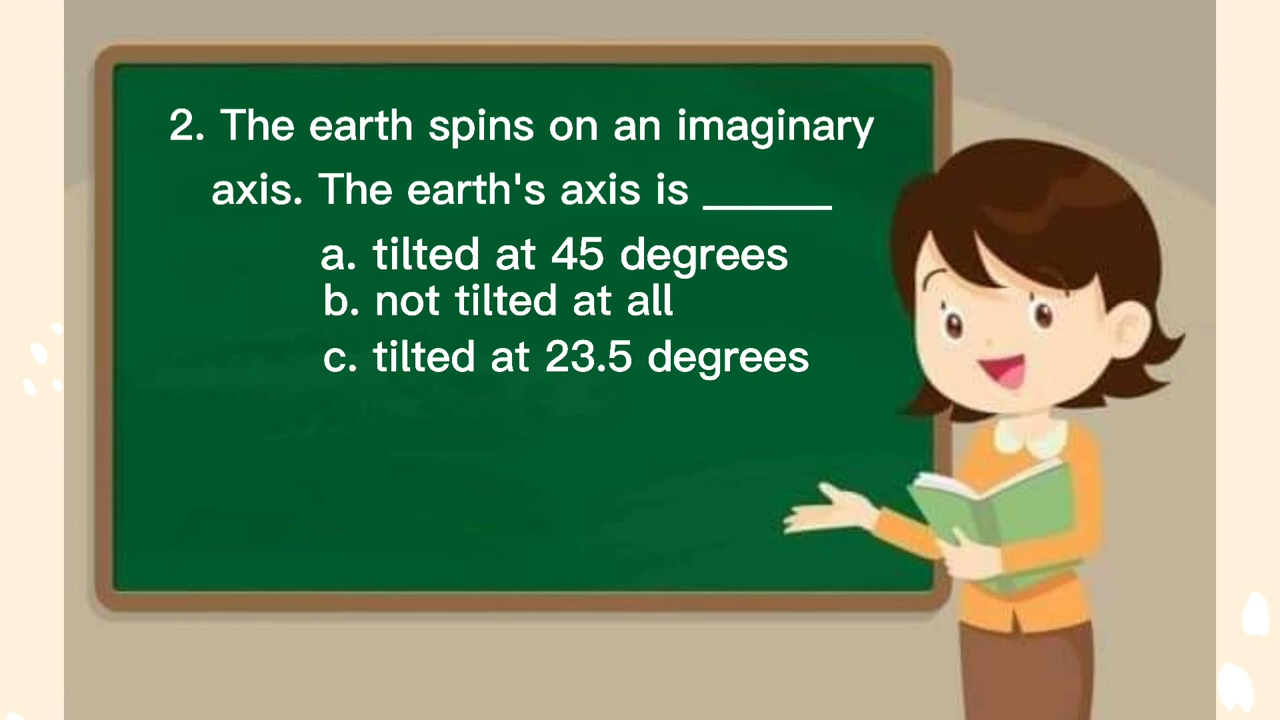 2. The earth spins on an imaginary
axis. The earth's axis is ______
a. tilted at 45 degrees
b. not tilted at all
c. tilted at 23.5 degrees